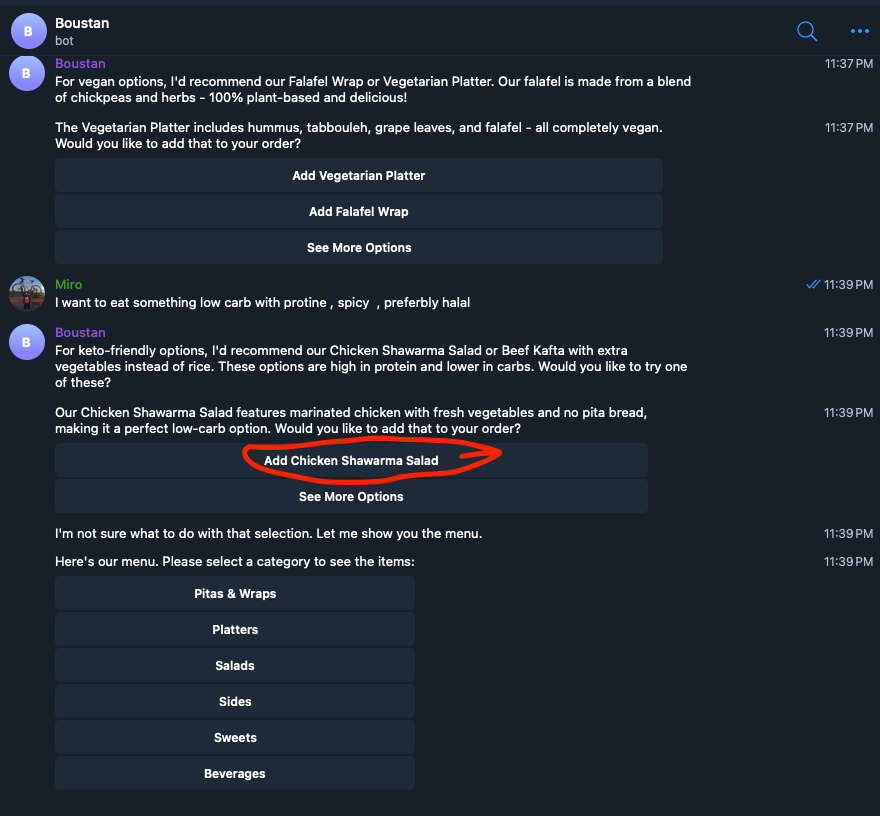 B
Boustan
bot
B
Boustan
11:37 PM
For vegan options, I'd recommend our Falafel Wrap or Vegetarian Platter. Our falafel is made from a blend
of chickpeas and herbs - 100% plant-based and delicious!
The Vegetarian Platter includes hummus, tabbouleh, grape leaves, and falafel - all completely vegan.
11:37 PM
Would you like to add that to your order?
Add Vegetarian Platter
Add Falafel Wrap
See More Options
Miro
11:39 PM
I want to eat something low carb with protine , spicy  , preferbly halal
B
Boustan
11:39 PM
For keto-friendly options, I'd recommend our Chicken Shawarma Salad or Beef Kafta with extra
vegetables instead of rice. These options are high in protein and lower in carbs. Would you like to try one
of these?
Our Chicken Shawarma Salad features marinated chicken with fresh vegetables and no pita bread,
11:39 PM
making it a perfect low-carb option. Would you like to add that to your order?
Add Chicken Shawarma Salad
See More Options
I'm not sure what to do with that selection. Let me show you the menu.
11:39 PM
Here's our menu. Please select a category to see the items:
11:39 PM
Pitas & Wraps
Platters
Salads
Sides
Sweets
Beverages